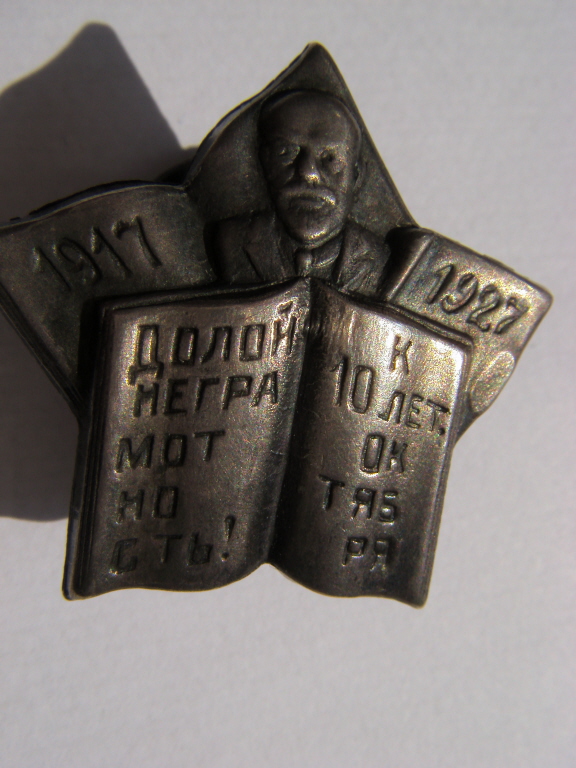 1917
1927
ДОЛОЙ
НЕГРА
МОТ
НО
СТЬ!
К
10 ЛЕТ.
ОК
ТЯБ
РЯ